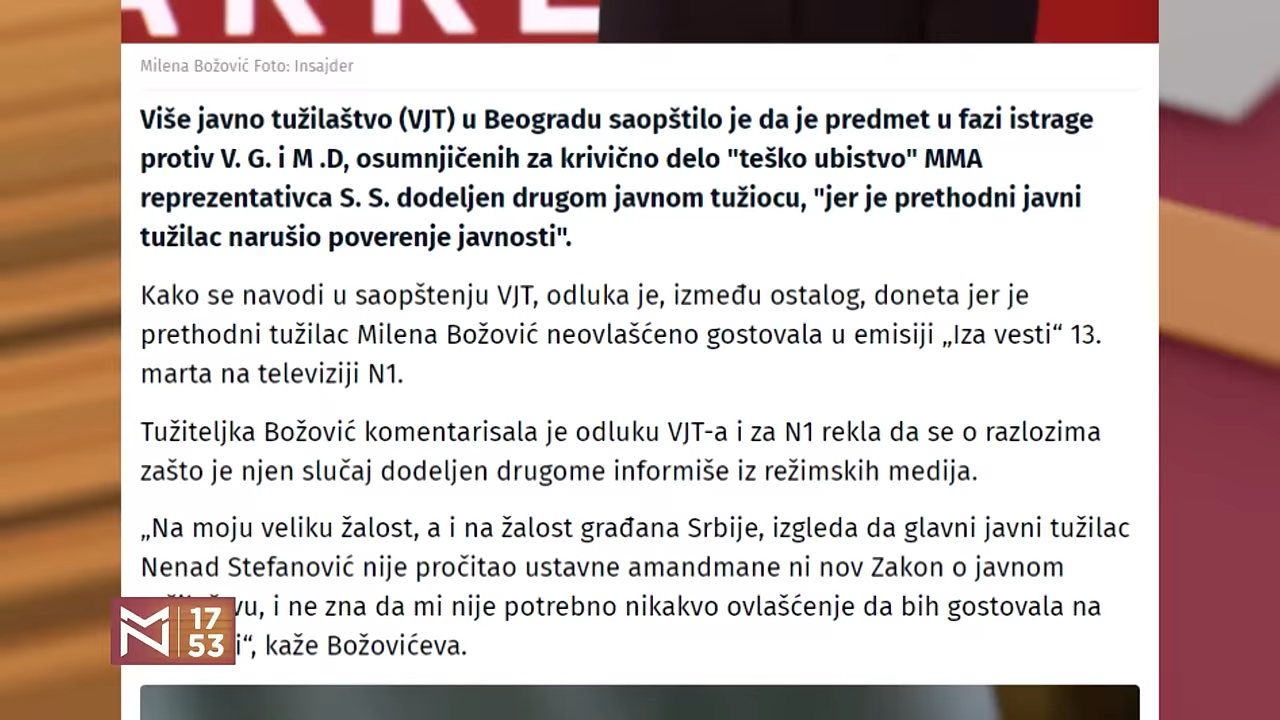 Milena Božović Foto: Insajder
Više javno tužilaštvo (VJT) u Beogradu saopštilo je da je predmet u fazi istrage
protiv V. G. i M .D, osumnjičenih za krivično delo "teško ubistvo" MMA
reprezentativca S. S. dodeljen drugom javnom tužiocu, "jer je prethodni javni
tužilac narušio poverenje javnosti".
Kako se navodi u saopštenju VJT, odluka je, između ostalog, doneta jer je
prethodni tužilac Milena Božović neovlašćeno gostovala u emisiji „Iza vesti“ 13.
marta na televiziji N1.
Tužiteljka Božović komentarisala je odluku VJT-a i za N1 rekla da se o razlozima
zašto je njen slučaj dodeljen drugome informiše iz režimskih medija.
„Na moju veliku žalost, a i na žalost građana Srbije, izgleda da glavni javni tužilac
Nenad Stefanović nije pročitao ustavne amandmane ni nov Zakon o javnom
i ne zna da mi nije potrebno nikakvo ovlašćenje da bih gostovala na
kaže Božovićeva.
17
53